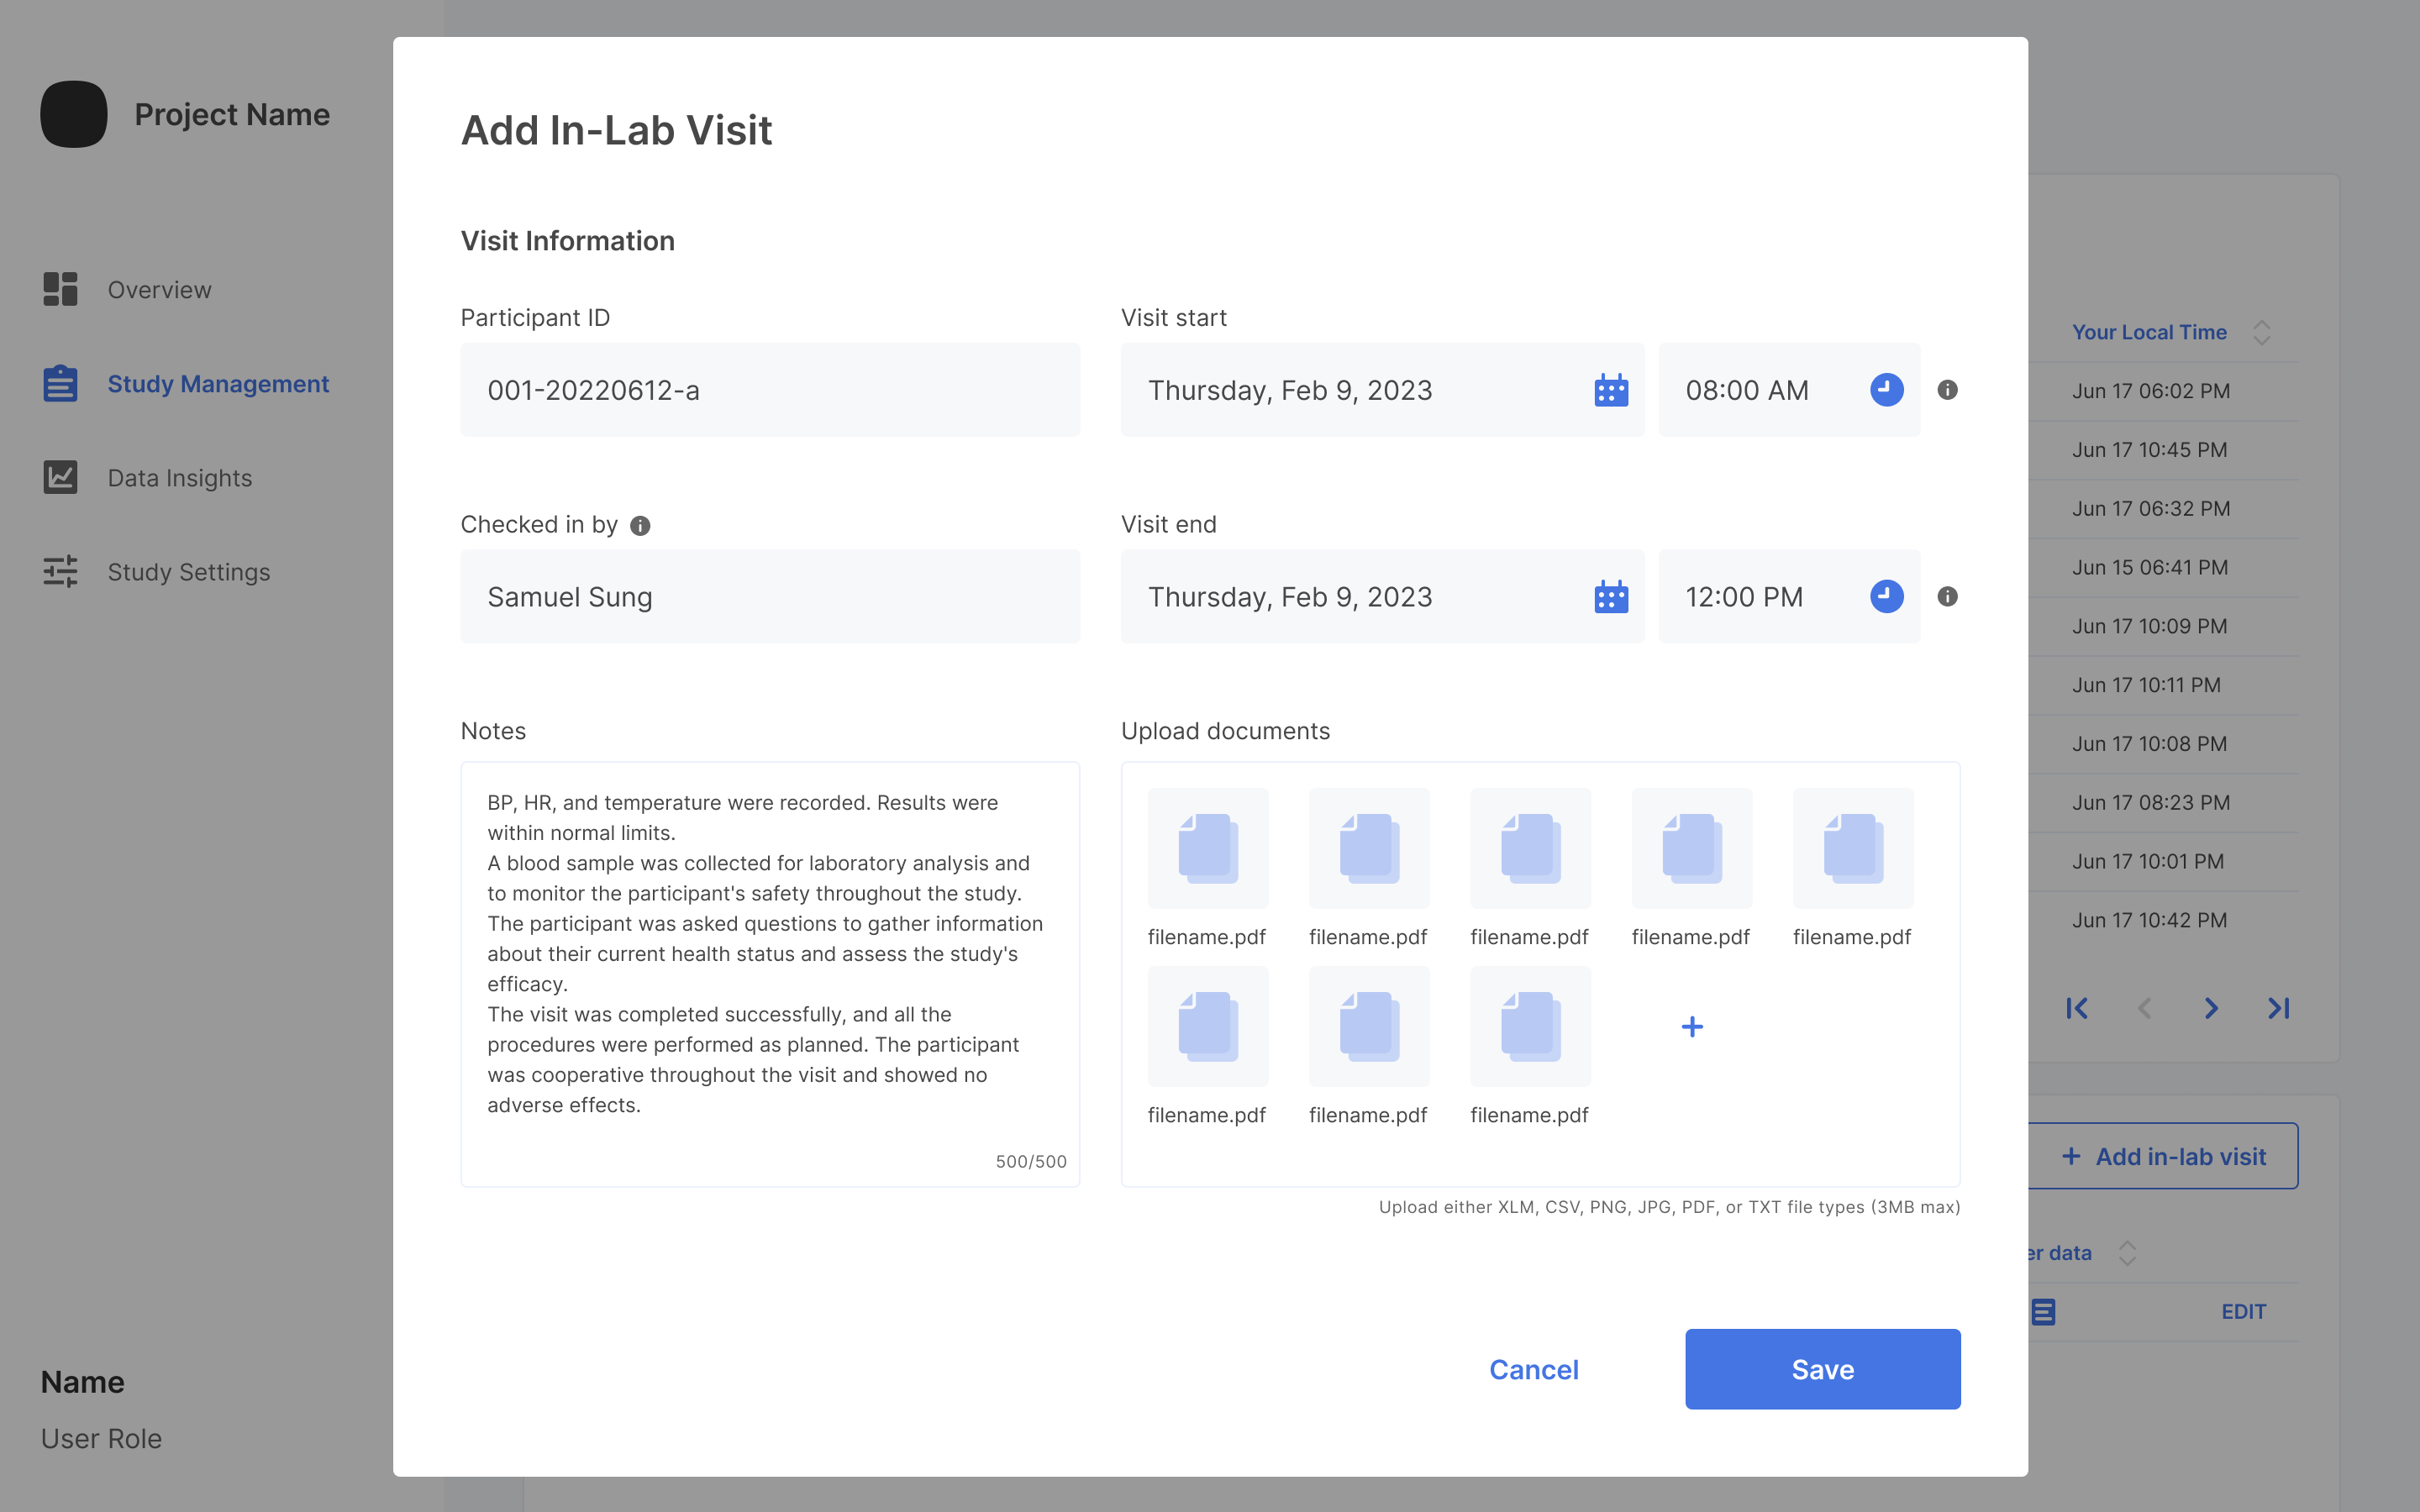 Project Name
Overview
Study Management
Data Insights
Study Settings
Name
User Role
Add In-Lab Visit
Visit Information
Participant ID
001-20220612-a
Visit start
Thursday, Feb 9, 2023
08:00 AM
Checked in by
Samuel Sung
Visit end
Thursday, Feb 9, 2023
12:00 PM
Notes
BP, HR, and temperature were recorded. Results were
within normal limits.
A blood sample was collected for laboratory analysis and
to monitor the participant's safety throughout the study.
The participant was asked questions to gather information
about their current health status and assess the study's
efficacy.
The visit was completed successfully, and all the
procedures were performed as planned. The participant
was cooperative throughout the visit and showed no
adverse effects.
500/500
Upload documents
filename.pdf filename.pdf filename.pdf filename.pdf filename.pdf
filename.pdf filename.pdf filename.pdf
Upload either XLM, CSV, PNG, JPG, PDF, or TXT file types (3MB max)
Cancel
Save
Your Local Time
Jun 17 06:02 PM
Jun 17 10:45 PM
Jun 17 06:32 PM
Jun 15 06:41 PM
Jun 17 10:09 PM
Jun 17 10:11 PM
Jun 17 10:08 PM
Jun 17 08:23 PM
Jun 17 10:01 PM
Jun 17 10:42 PM
+ Add in-lab visit
er data
EDIT